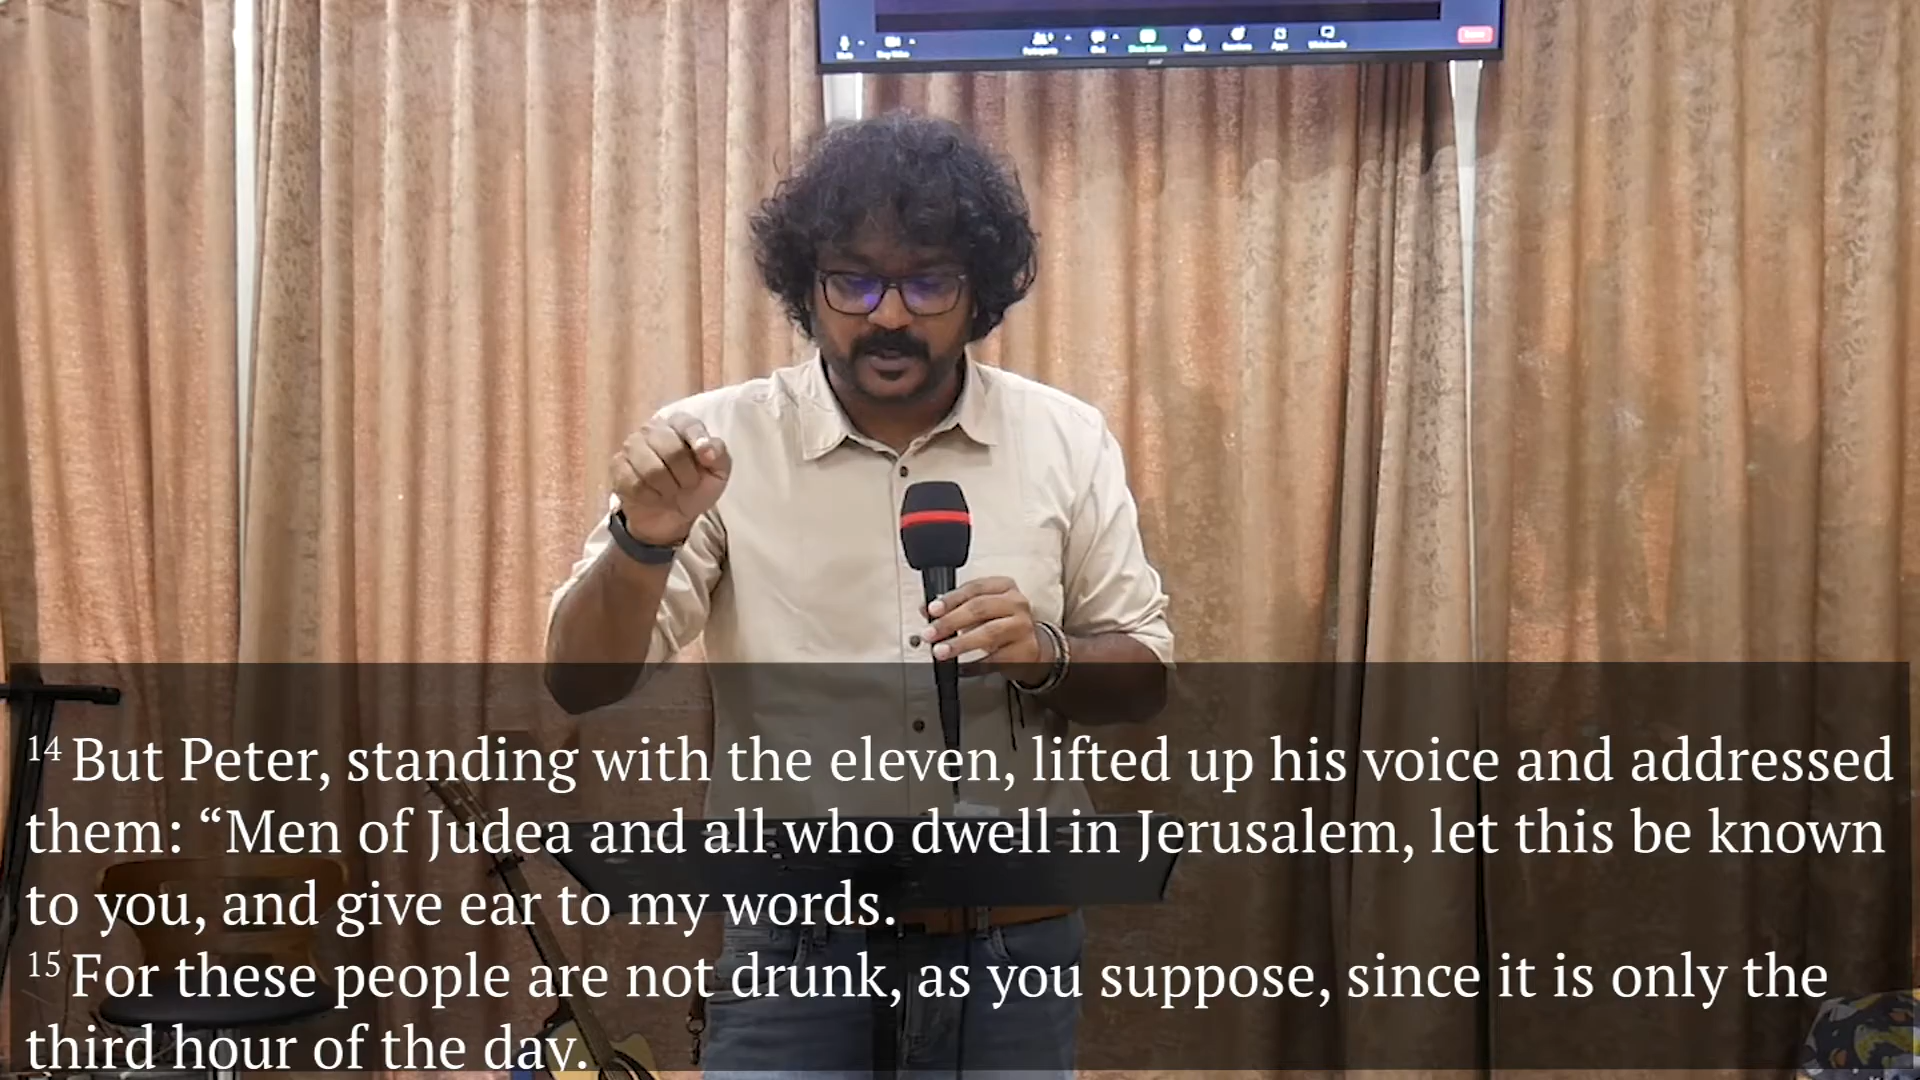 14 But Peter, standing with the eleven, lifted up his voice and addressed
them: “Men of Judea and all who dwell in Jerusalem, let this be known
to you, and give ear to my words.
15 For these people are not drunk, as you suppose, since it is only the
third hour of the day.